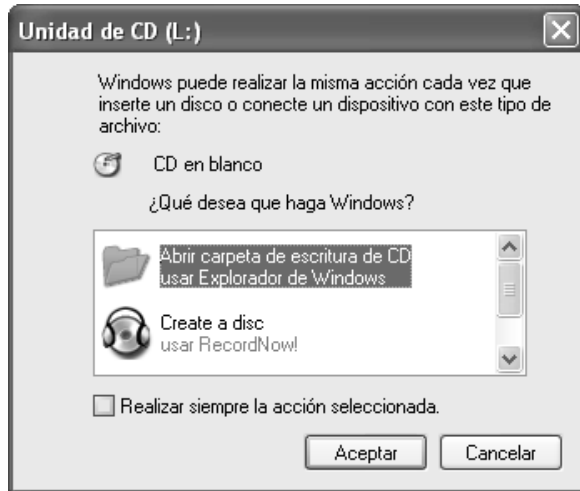 Unidad de CD (L:)
Windows puede realizar la misma acción cada vez que
inserte un disco o conecte un dispositivo con este tipo de
archivo:
CD en blanco
¿Qué desea que haga Windows?
Abrir carpeta de escritura de CD
usar Explorador de Windows
Create a disc
usar RecordNow!
Realizar siempre la acción seleccionada.
Aceptar
Cancelar